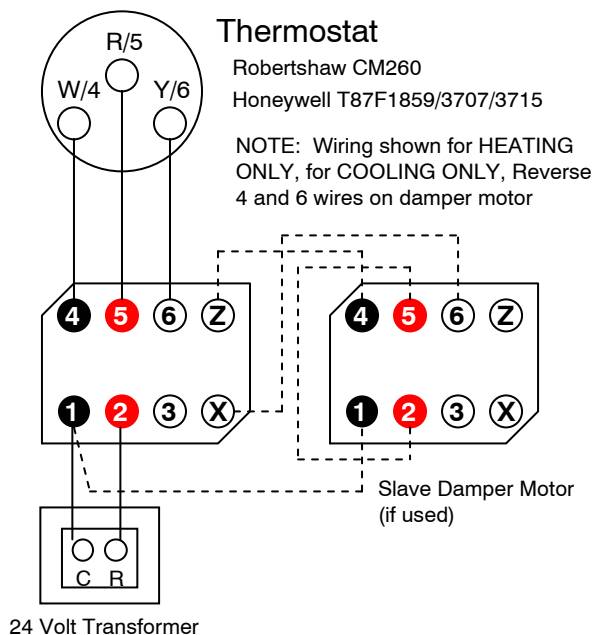 Thermostat
R/5
W/4 Y/6
Robertshaw CM260
Honeywell T87F1859/3707/3715
NOTE: Wiring shown for HEATING
ONLY, for COOLING ONLY, Reverse
4 and 6 wires on damper motor
4 5 6 Z
1 2 3 X
4 5 6 Z
1 2 3 X
Slave Damper Motor
(if used)
C R
24 Volt Transformer